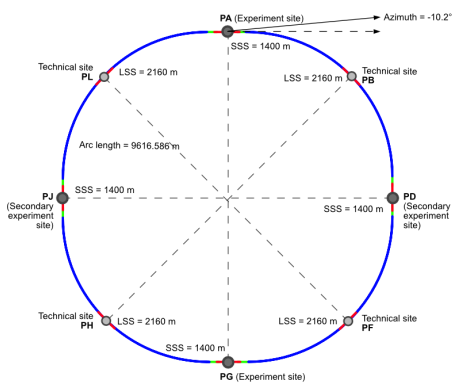 PA (Experiment site)
Azimuth = -10.2°
SSS = 1400 m
Technical site
PL
LSS = 2160 m
LSS = 2160 m
Technical site
PB
Arc length = 9616.586 m
PJ
(Secondary
experiment
site)
SSS = 1400 m
SSS = 1400 m
PD
(Secondary
experiment
site)
Technical site
PH
LSS = 2160 m
LSS = 2160 m
Technical site
PF
SSS = 1400 m
PG (Experiment site)